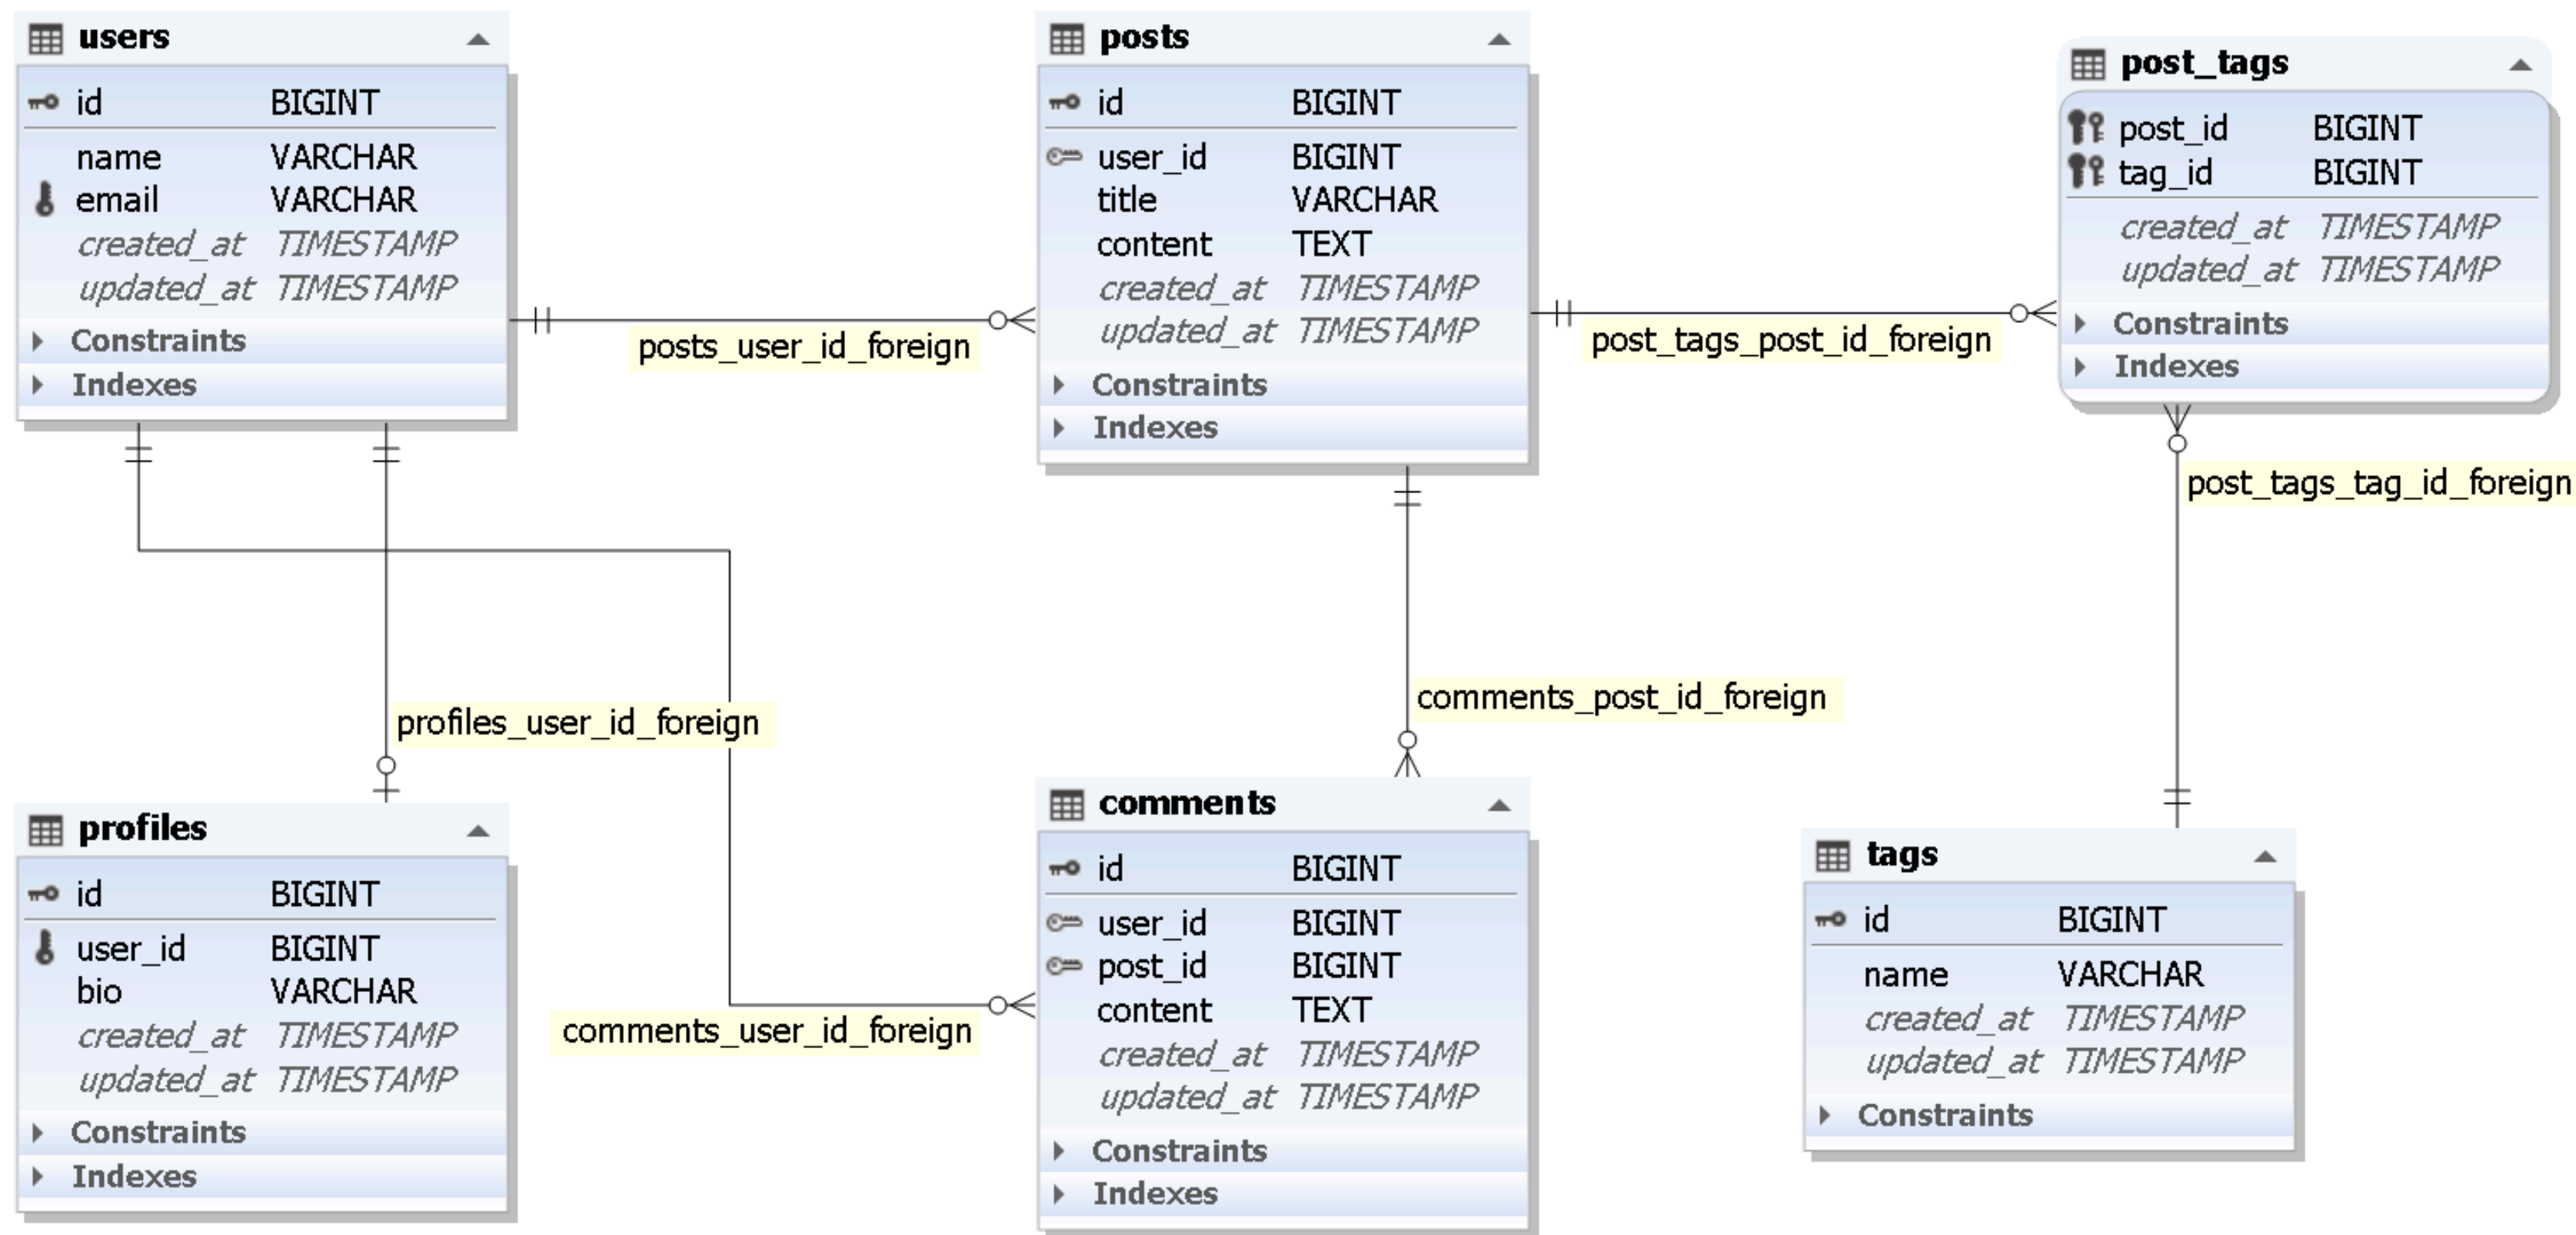 users
id BIGINT
name VARCHAR
email VARCHAR
created_at TIMESTAMP
updated_at TIMESTAMP
Constraints
Indexes
posts_user_id_foreign
posts
id BIGINT
user_id BIGINT
title VARCHAR
content TEXT
created_at TIMESTAMP
updated_at TIMESTAMP
Constraints
Indexes
post_tags_post_id_foreign
post_tags
post_id BIGINT
tag_id BIGINT
created_at TIMESTAMP
updated_at TIMESTAMP
Constraints
Indexes
post_tags_tag_id_foreign
profiles_user_id_foreign
comments_post_id_foreign
profiles
id BIGINT
user_id BIGINT
bio VARCHAR
created_at TIMESTAMP
updated_at TIMESTAMP
Constraints
Indexes
comments_user_id_foreign
comments
id BIGINT
user_id BIGINT
post_id BIGINT
content TEXT
created_at TIMESTAMP
updated_at TIMESTAMP
Constraints
Indexes
tags
id BIGINT
name VARCHAR
created_at TIMESTAMP
updated_at TIMESTAMP
Constraints